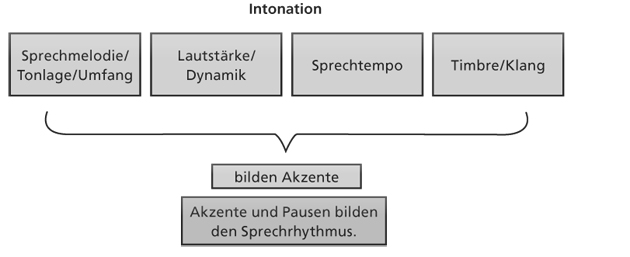 Intonation
Sprechmelodie/
Tonlage/Umfang
Lautstärke/
Dynamik
Sprechtempo
Timbre/Klang
bilden Akzente
Akzente und Pausen bilden
den Sprechrhythmus.